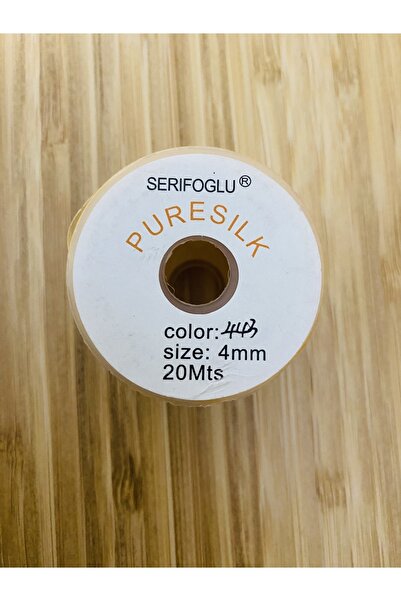 SERIFOGLU®
PURESILK
color: 443
size: 4mm
20Mts